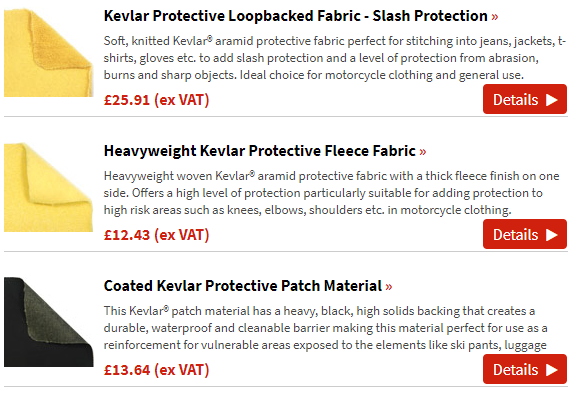 Kevlar Protective Loopbacked Fabric - Slash Protection »
Soft, knitted Kevlar® aramid protective fabric perfect for stitching into jeans, jackets, t-
shirts, gloves etc. to add slash protection and a level of protection from abrasion,
burns and sharp objects. Ideal choice for motorcycle clothing and general use.
£25.91 (ex VAT)
Details ▶
Heavyweight Kevlar Protective Fleece Fabric »
Heavyweight woven Kevlar® aramid protective fabric with a thick fleece finish on one
side. Offers a high level of protection particularly suitable for adding protection to
high risk areas such as knees, elbows, shoulders etc. in motorcycle clothing.
£12.43 (ex VAT)
Details ▶
Coated Kevlar Protective Patch Material »
This Kevlar® patch material has a heavy, black, high solids backing that creates a
durable, waterproof and cleanable barrier making this material perfect for use as a
reinforcement for vulnerable areas exposed to the elements like ski pants, luggage
£13.64 (ex VAT)
Details ▶